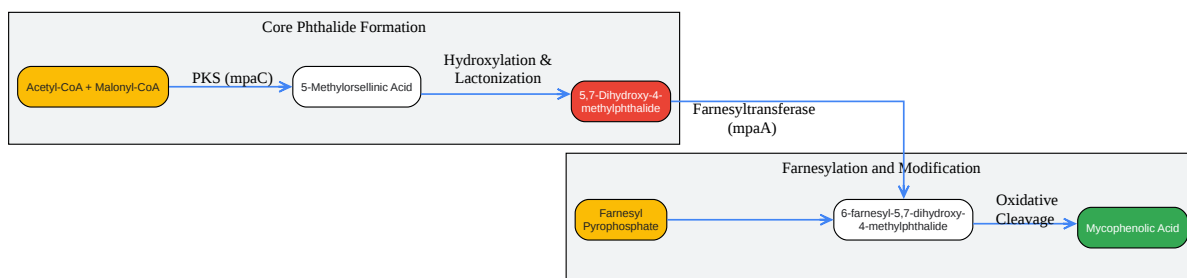 Core Phthalide Formation
Acetyl-CoA + Malonyl-CoA
PKS (mpaC)
5-Methylorsellinic Acid
Hydroxylation &
Lactonization
5,7-Dihydroxy-4-
methylphthalide
Farnesyltransferase
(mpaA)
Farnesylation and Modification
Farnesyl
Pyrophosphate
6-farnesyl-5,7-dihydroxy-
4-methylphthalide
Oxidative
Cleavage
Mycophenolic Acid